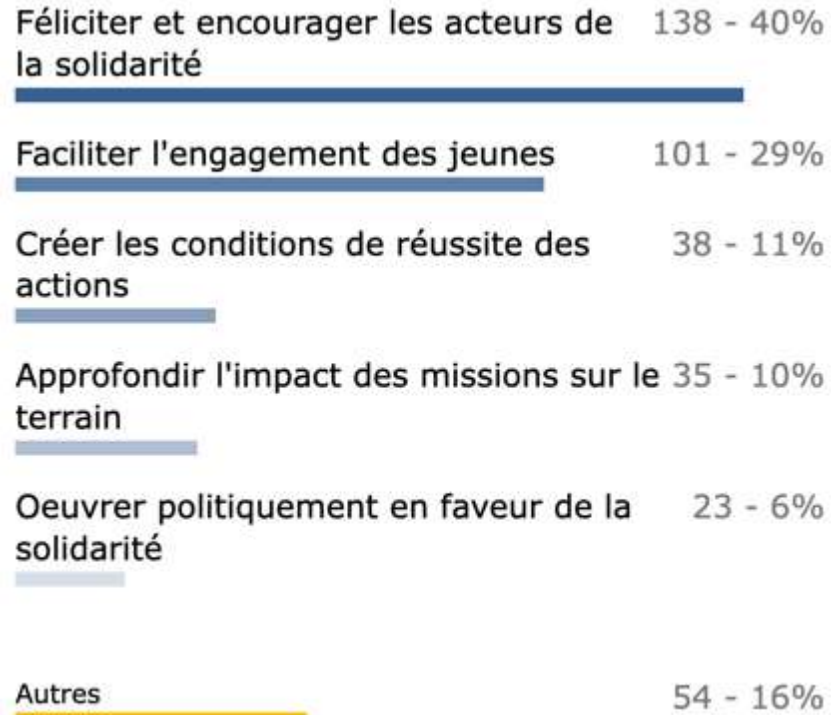 Féliciter et encourager les acteurs de 138 - 40%
la solidarité
Faciliter l'engagement des jeunes 101 - 29%
Créer les conditions de réussite des 38 - 11%
actions
Approfondir l'impact des missions sur le 35 - 10%
terrain
Oeuvrer politiquement en faveur de la 23 - 6%
solidarité
Autres 54 - 16%